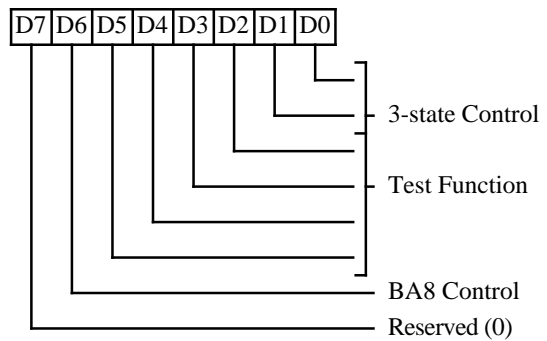 D7 D6 D5 D4 D3 D2 D1 D0
3-state Control
Test Function
BA8 Control
Reserved (0)